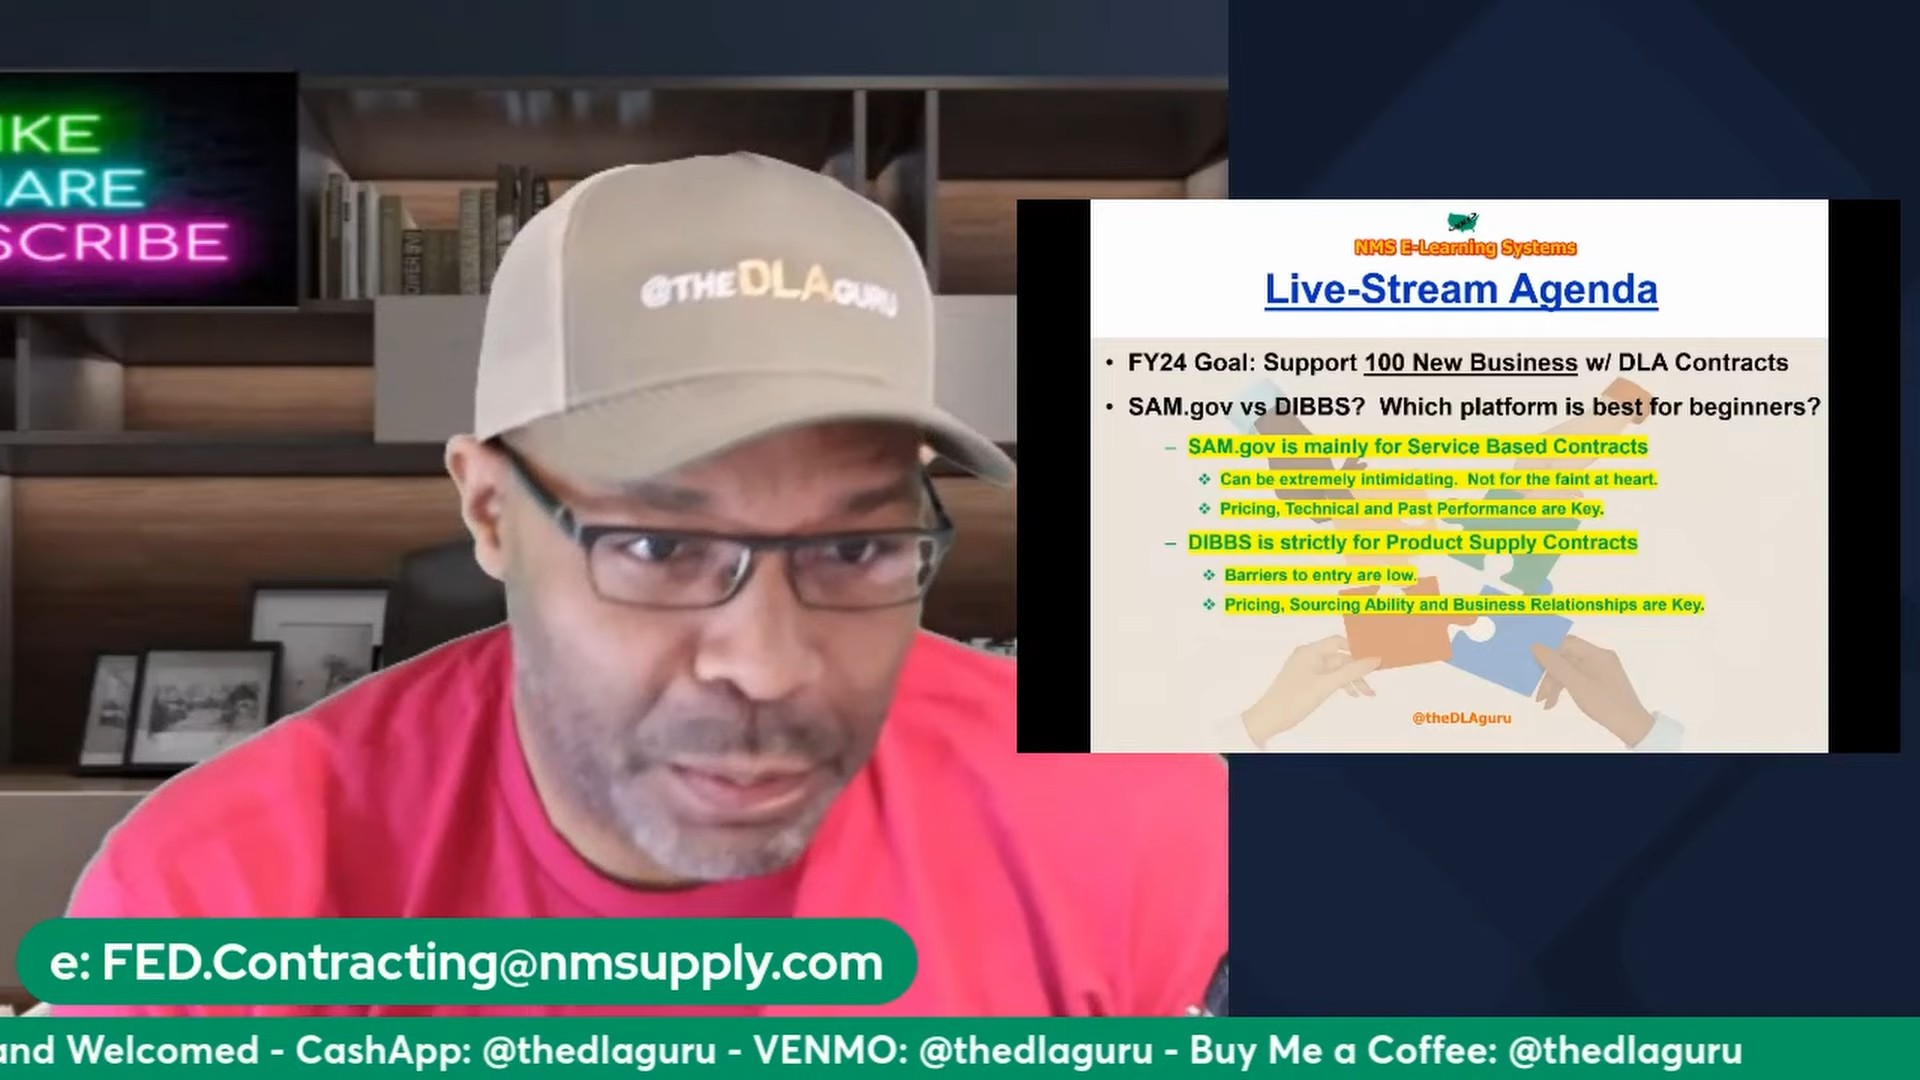 IKE
HARE
SCRIBE
@THEDLAGURU
NMS E-Learning Systems
Live-Stream Agenda
• FY24 Goal: Support 100 New Business w/ DLA Contracts
• SAM.gov vs DIBBS? Which platform is best for beginners?
– SAM.gov is mainly for Service Based Contracts
❖ Can be extremely intimidating. Not for the faint at heart.
❖ Pricing, Technical and Past Performance are Key.
– DIBBS is strictly for Product Supply Contracts
❖ Barriers to entry are low.
❖ Pricing, Sourcing Ability and Business Relationships are Key.
@theDLAguru
e: FED.Contracting@nmsupply.com
and Welcomed - CashApp: @thedlaguru - VENMO: @thedlaguru - Buy Me a Coffee: @thedlaguru